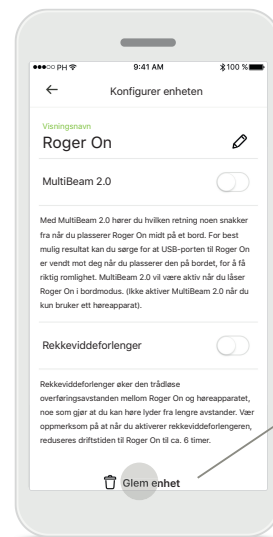 PH 9:41 AM 100 %
Konfigurer enheten
Visningsnavn
Roger On
MultiBeam 2.0
Med MultiBeam 2.0 hører du hvilken retning noen snakker
fra når du plasserer Roger On midt på et bord. For best
mulig resultat kan du sørge for at USB-porten til Roger On
er vendt mot deg når du plasserer den på bordet, for å få
riktig romlighet. MultiBeam 2.0 vil være aktiv når du låser
Roger On i bordmodus. (Ikke aktiver MultiBeam 2.0 når du
kun bruker ett høreapparat).
Rekkeviddeforlenger
Rekkeviddeforlenger øker den trådløse
overføringsavstanden mellom Roger On og høreapparatet,
noe som gjør at du kan høre lyder fra lengre avstander. Vær
oppmerksom på at når du aktiverer rekkeviddeforlengeren,
reduseres driftstiden til Roger On til ca. 6 timer.
Glem enhet